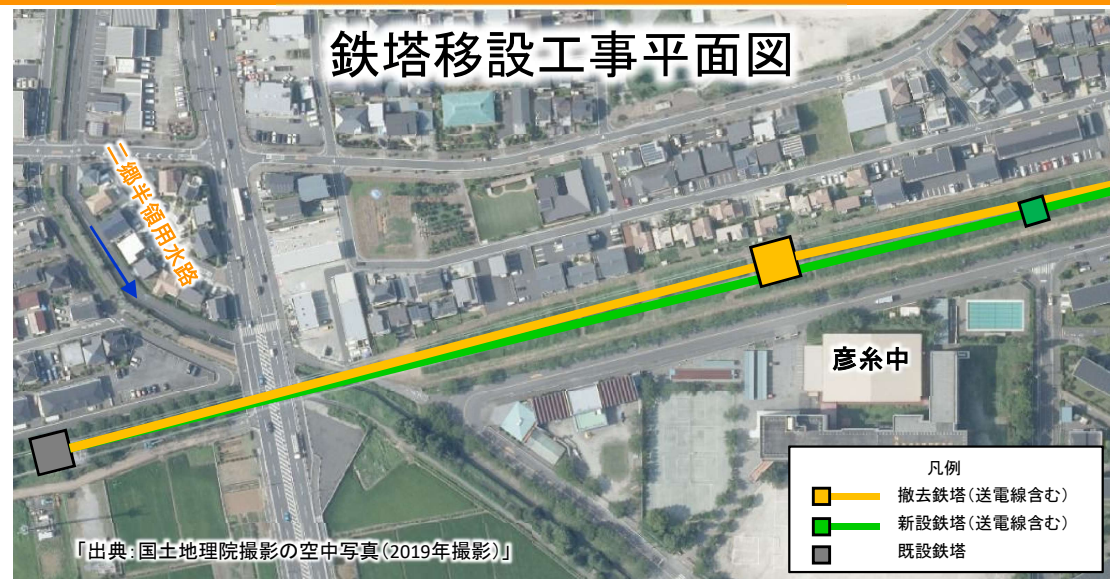 鉄塔移設工事平面図
二郷半領用水路
彦糸中
凡例
撤去鉄塔(送電線含む)
新設鉄塔(送電線含む)
既設鉄塔
「出典:国土地理院撮影の空中写真(2019年撮影)」